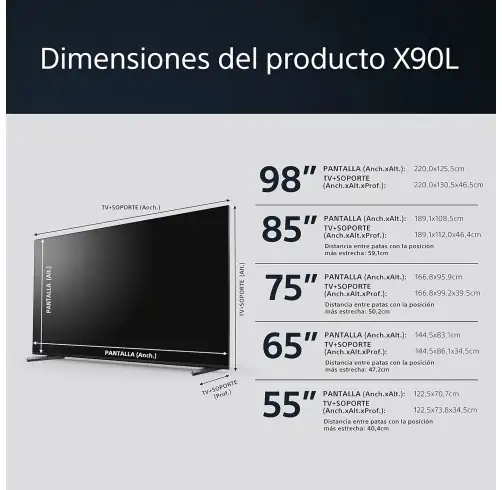 Dimensiones del producto X90L
TV+SOPORTE (Anch.)
PANTALLA (Alt.)
TV+SOPORTE (Alt.)
PANTALLA (Anch.)
TV+SOPORTE
(Prof.)
98” PANTALLA (Anch.xAlt.): 220,0x125,5cm
TV+SOPORTE
(Anch.xAlt.xProf.): 220,0x130,5x46,5cm
85” PANTALLA (Anch.xAlt.): 189,1x108,5cm
TV+SOPORTE
(Anch.xAlt.xProf.): 189,1x112,0x46,4cm
Distancia entre patas con la posición
más estrecha: 59,1cm
75” PANTALLA (Anch.xAlt.): 166,8x95,9cm
TV+SOPORTE
(Anch.xAlt.xProf.): 166,8x99,2x39,5cm
Distancia entre patas con la posición
más estrecha: 50,2cm
65” PANTALLA (Anch.xAlt.): 144,5x83,1cm
TV+SOPORTE
(Anch.xAlt.xProf.): 144,5x86,1x34,5cm
Distancia entre patas con la posición
más estrecha: 47,2cm
55” PANTALLA (Anch.xAlt.): 122,5x70,7cm
TV+SOPORTE
(Anch.xAlt.xProf.): 122,5x73,8x34,5cm
Distancia entre patas con la posición
más estrecha: 40,4cm